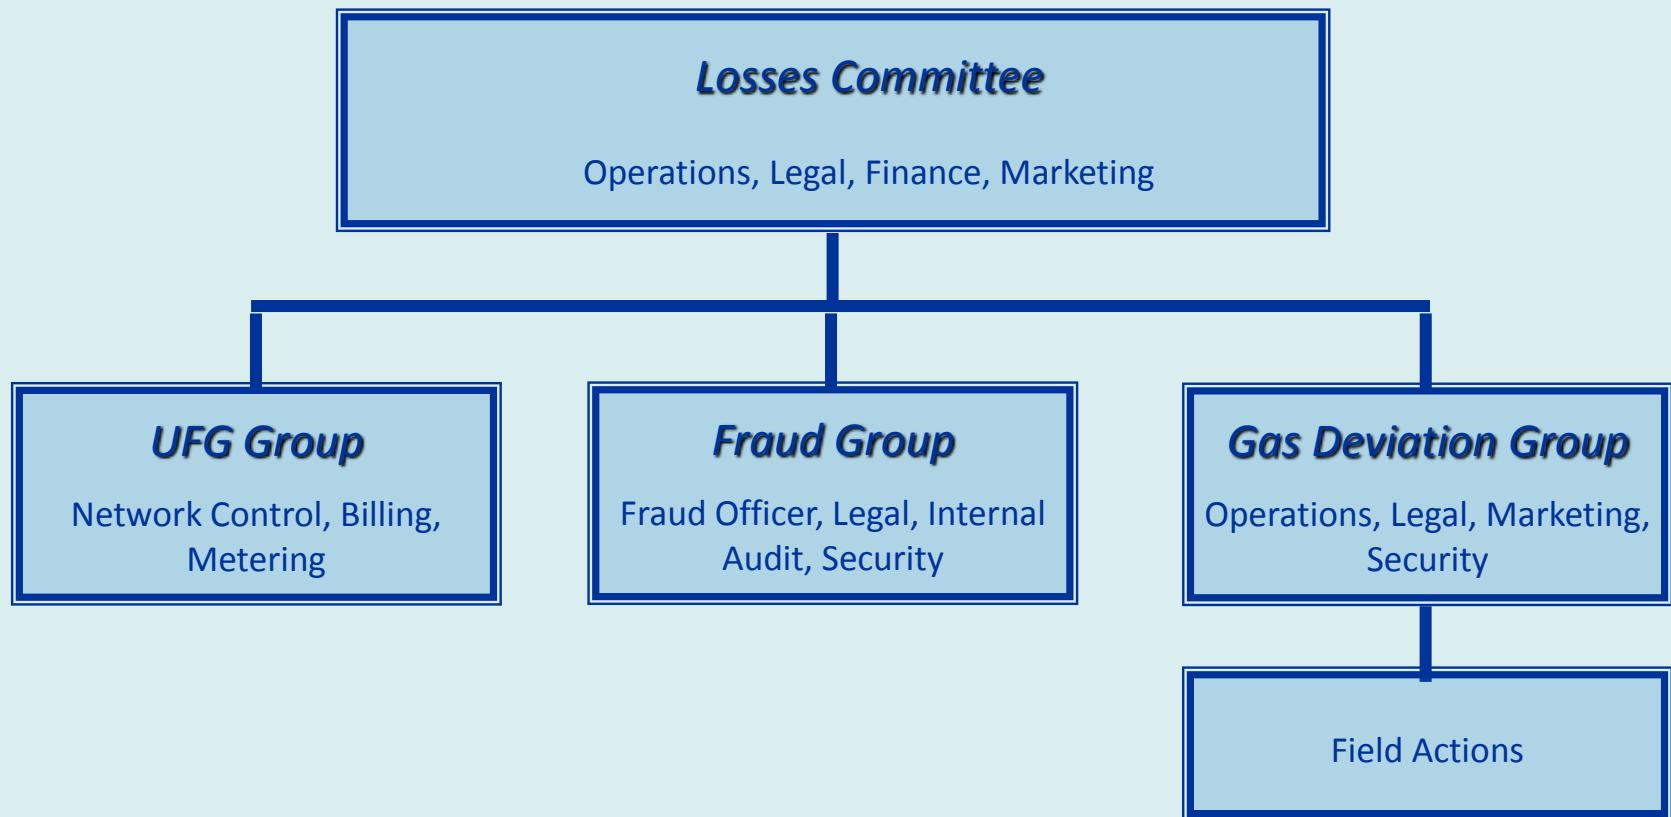 Losses Committee
Operations, Legal, Finance, Marketing
UFG Group
Network Control, Billing,
Metering
Fraud Group
Fraud Officer, Legal, Internal
Audit, Security
Gas Deviation Group
Operations, Legal, Marketing,
Security
Field Actions